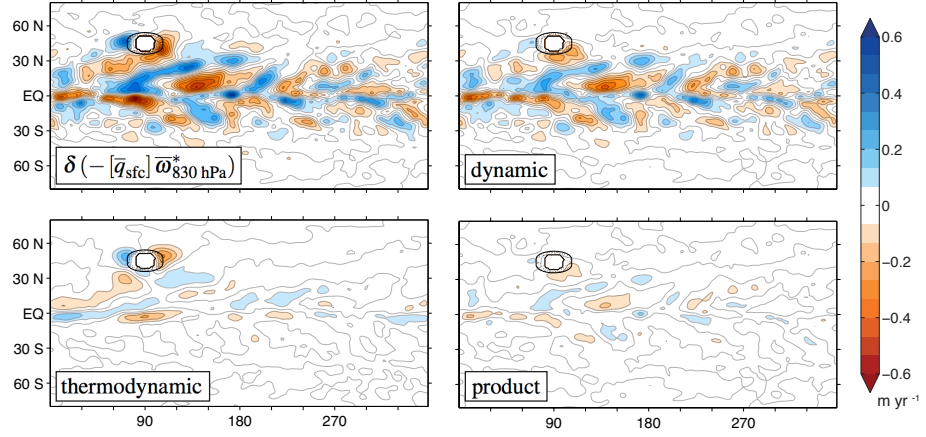 60 N
30 N
EQ
30 S
60 S
δ (− [q̄sfc] ω̄*830 hPa)
dynamic
60 N
30 N
EQ
30 S
60 S
thermodynamic
product
90
180
270
90
180
270
0.6
0.4
0.2
0
−0.2
−0.4
−0.6
m yr -1